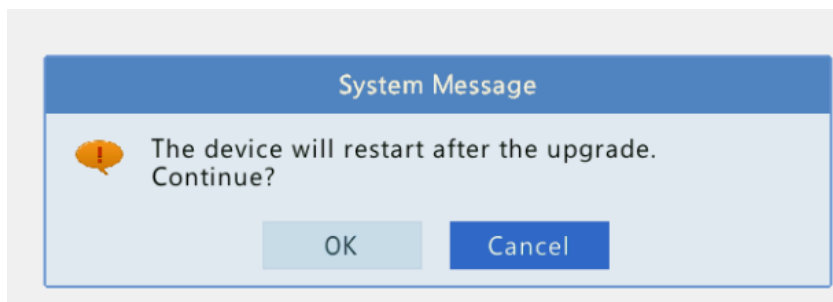 System Message
The device will restart after the upgrade.
Continue?
OK Cancel